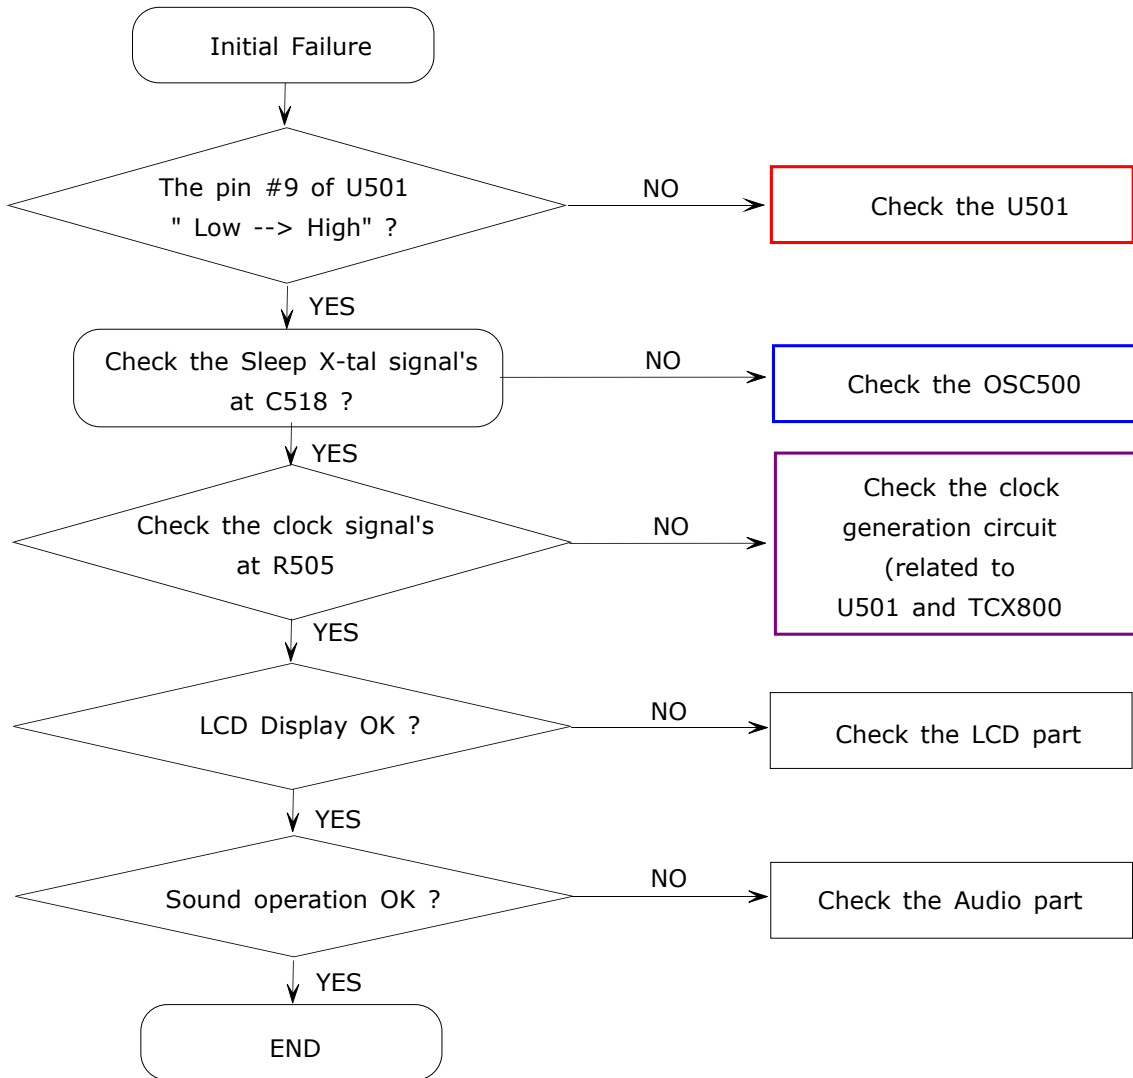 Initial Failure
The pin #9 of U501
" Low --> High" ?
NO
Check the U501
YES
Check the Sleep X-tal signal's
at C518 ?
NO
Check the OSC500
YES
Check the clock signal's
at R505
NO
Check the clock
generation circuit
(related to
U501 and TCX800
YES
LCD Display OK ?
NO
Check the LCD part
YES
Sound operation OK ?
NO
Check the Audio part
YES
END